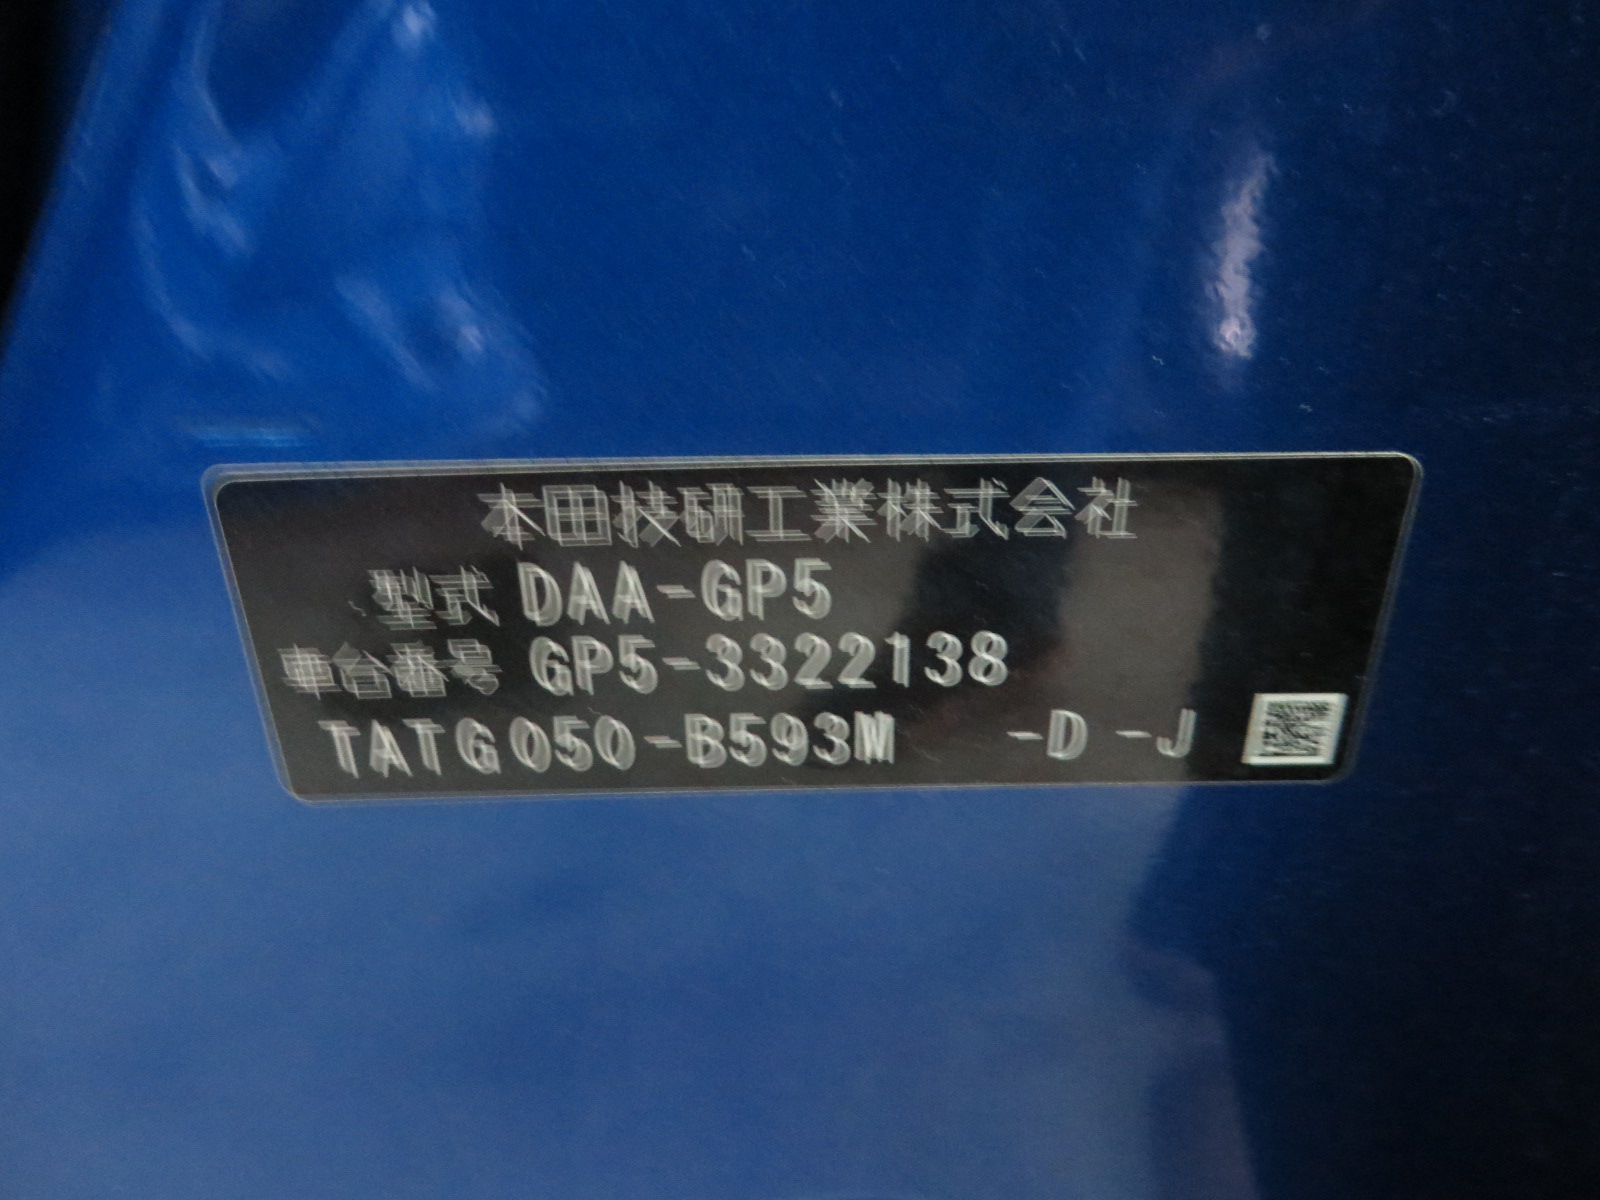 本田技研工業株式会社
型式 DAA-GP5
車台番号 GP5-3322138
TATG050-B593M -D -J